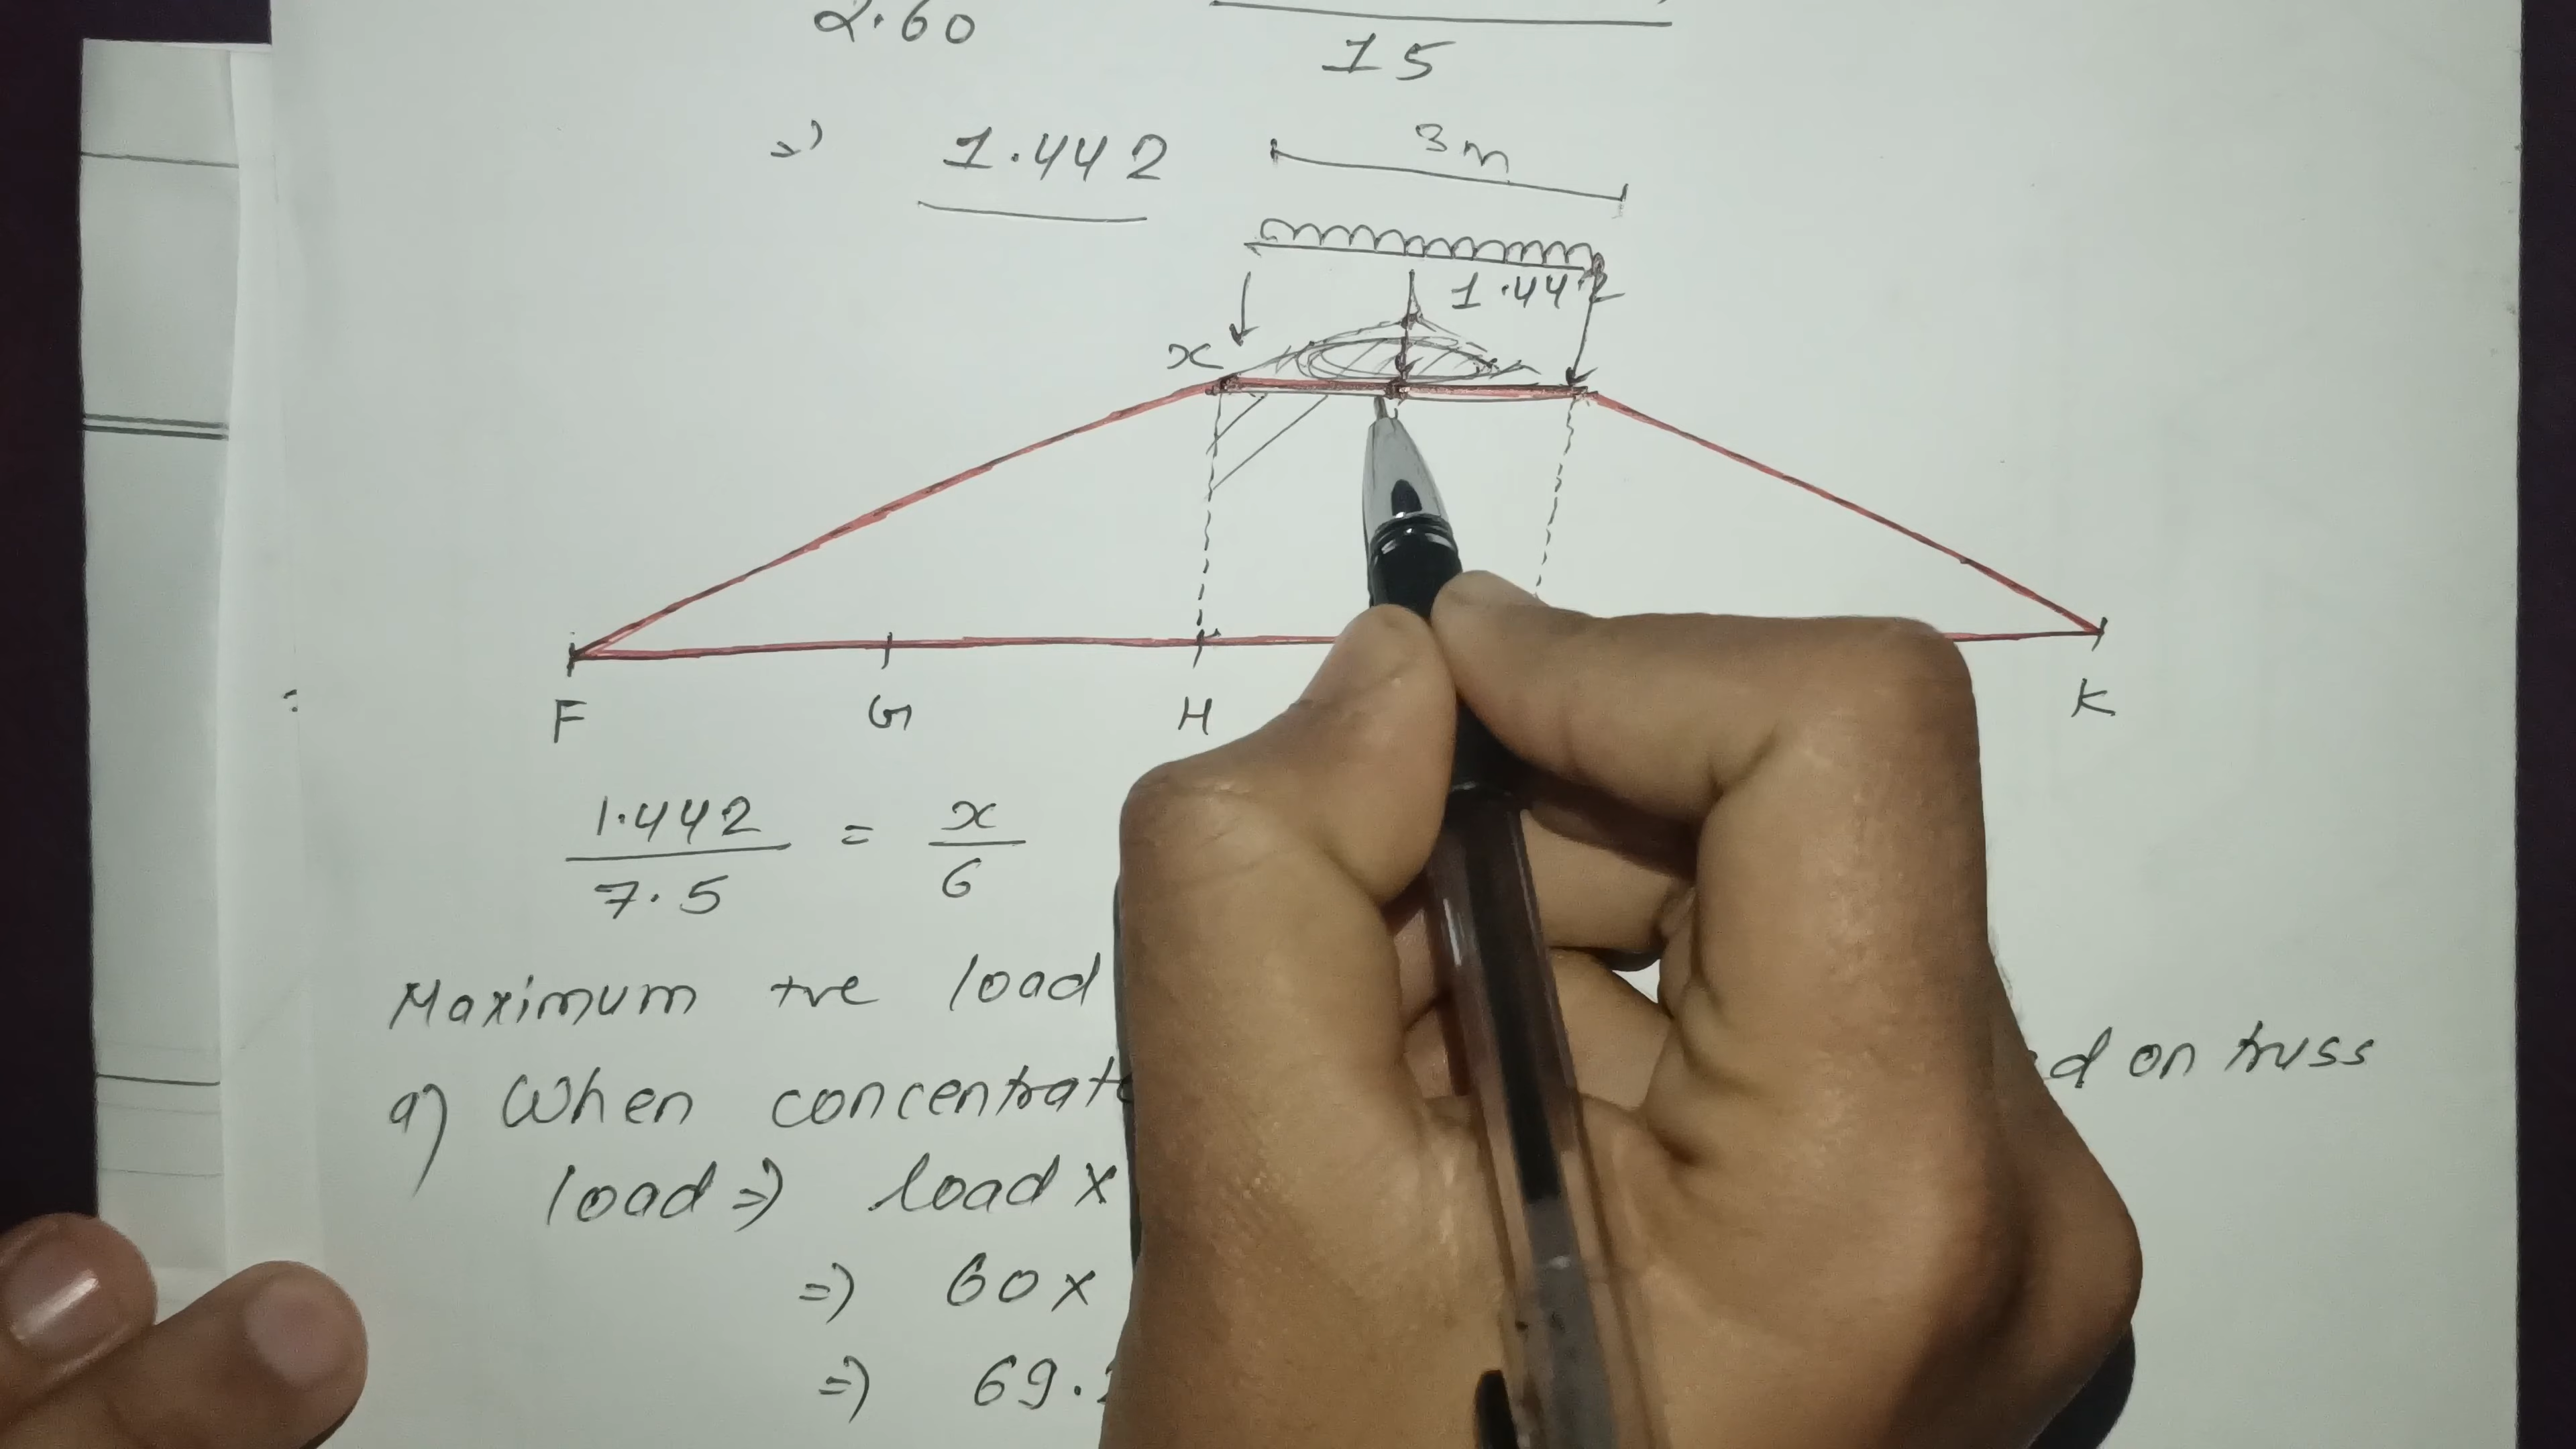 2.60
15
=> 1.442
3m
1.442
x
F G H K
1.442 / 7.5 = x / 6
Maximum +ve load
a) When concentrate d on truss
load => load x
=> 60 x
=> 69.